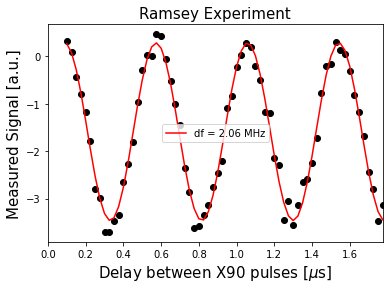 Ramsey Experiment
Measured Signal [a.u.]
0
−1
−2
−3
df = 2.06 MHz
0.0 0.2 0.4 0.6 0.8 1.0 1.2 1.4 1.6
Delay between X90 pulses [μs]